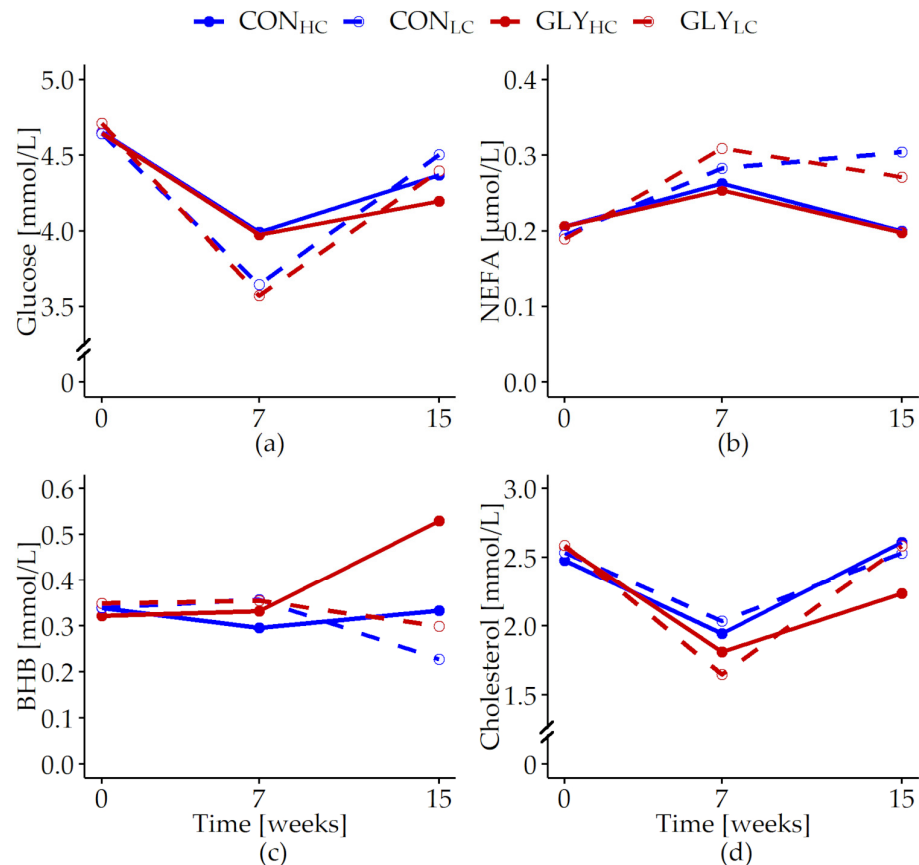 CON_HC CON_LC GLY_HC GLY_LC
Glucose [mmol/L]
5.0
4.5
4.0
3.5
0
0 7 15
(a)
NEFA [µmol/L]
0.4
0.3
0.2
0.1
0.0
0 7 15
(b)
BHB [mmol/L]
0.6
0.5
0.4
0.3
0.2
0.1
0.0
0 7 15
Time [weeks]
(c)
Cholesterol [mmol/L]
3.0
2.5
2.0
1.5
0
0 7 15
Time [weeks]
(d)